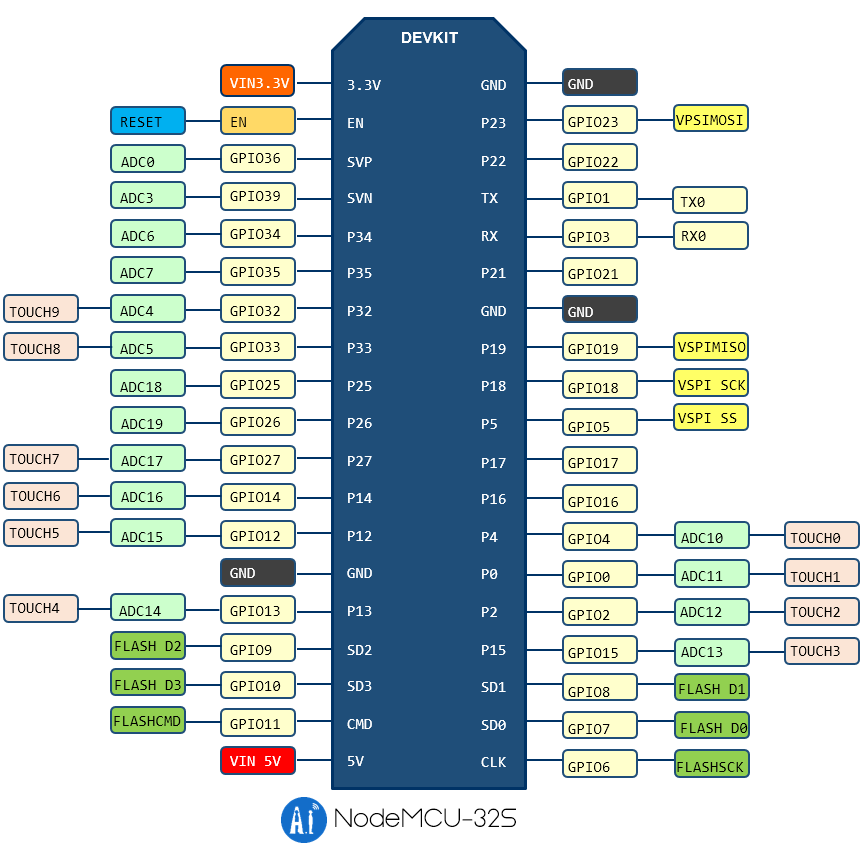 DEVKIT
VIN3.3V 3.3V GND GND
RESET EN EN P23 GPIO23 VPSIMOSI
ADC0 GPIO36 SVP P22 GPIO22
ADC3 GPIO39 SVN TX GPIO1 TX0
ADC6 GPIO34 P34 RX GPIO3 RX0
ADC7 GPIO35 P35 P21 GPIO21
TOUCH9 ADC4 GPIO32 P32 GND GND
TOUCH8 ADC5 GPIO33 P33 P19 GPIO19 VSPIMISO
ADC18 GPIO25 P25 P18 GPIO18 VSPI SCK
ADC19 GPIO26 P26 P5 GPIO5 VSPI SS
TOUCH7 ADC17 GPIO27 P27 P17 GPIO17
TOUCH6 ADC16 GPIO14 P14 P16 GPIO16
TOUCH5 ADC15 GPIO12 P12 P4 GPIO4 ADC10 TOUCH0
GND GND P0 GPIO0 ADC11 TOUCH1
TOUCH4 ADC14 GPIO13 P13 P2 GPIO2 ADC12 TOUCH2
FLASH D2 GPIO9 SD2 P15 GPIO15 ADC13 TOUCH3
FLASH D3 GPIO10 SD3 SD1 GPIO8 FLASH D1
FLASHCMD GPIO11 CMD SD0 GPIO7 FLASH D0
VIN 5V 5V CLK GPIO6 FLASHSCK
A.i NodeMCU-32S